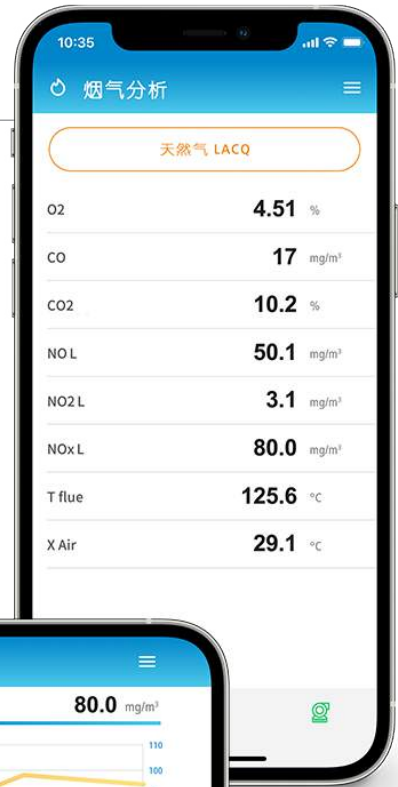 10:35
烟气分析
天然气 LACQ
O2 4.51 %
CO 17 mg/m³
CO2 10.2 %
NO L 50.1 mg/m³
NO2 L 3.1 mg/m³
NOx L 80.0 mg/m³
T flue 125.6 °C
X Air 29.1 °C
80.0 mg/m³
110
100